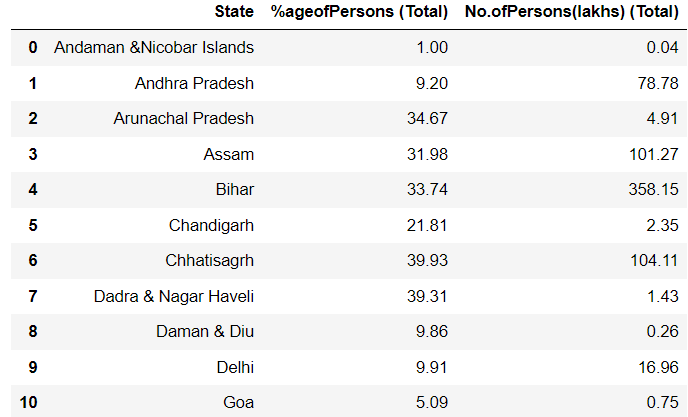 State %ageofPersons (Total) No.ofPersons(lakhs) (Total)
0 Andaman &Nicobar Islands 1.00 0.04
1 Andhra Pradesh 9.20 78.78
2 Arunachal Pradesh 34.67 4.91
3 Assam 31.98 101.27
4 Bihar 33.74 358.15
5 Chandigarh 21.81 2.35
6 Chhatisagrh 39.93 104.11
7 Dadra & Nagar Haveli 39.31 1.43
8 Daman & Diu 9.86 0.26
9 Delhi 9.91 16.96
10 Goa 5.09 0.75